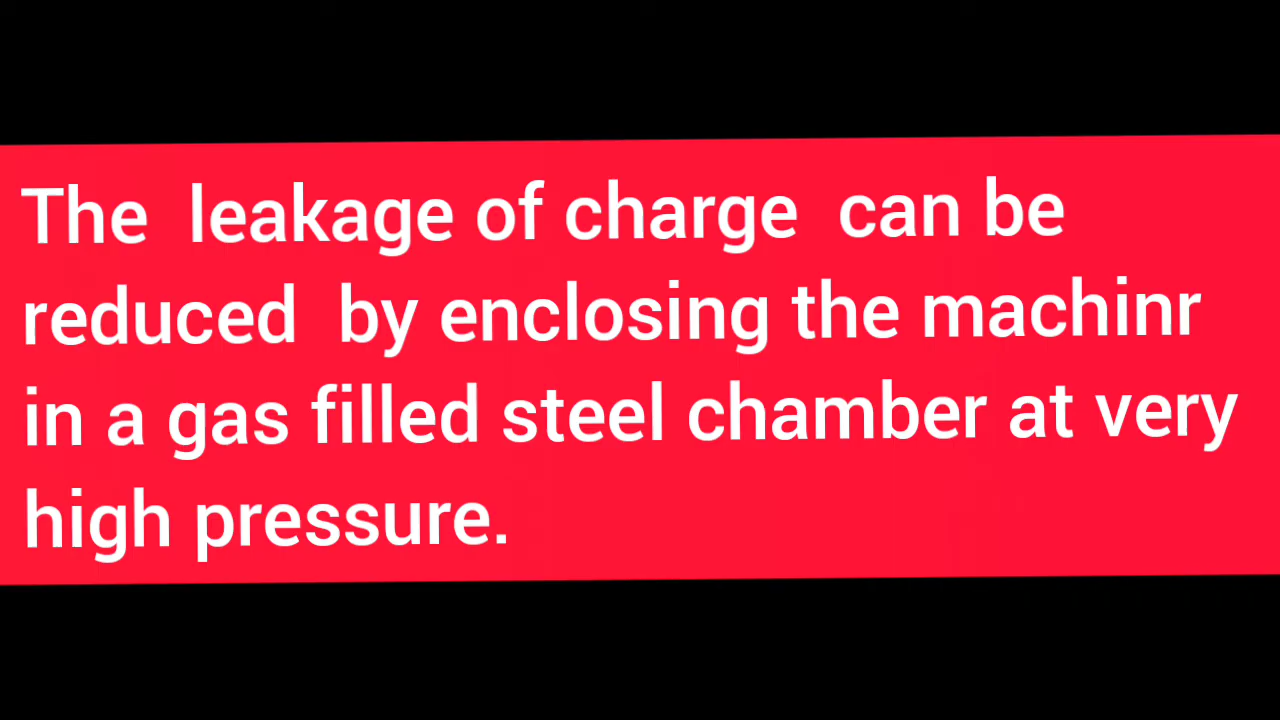 The leakage of charge can be
reduced by enclosing the machinr
in a gas filled steel chamber at very
high pressure.